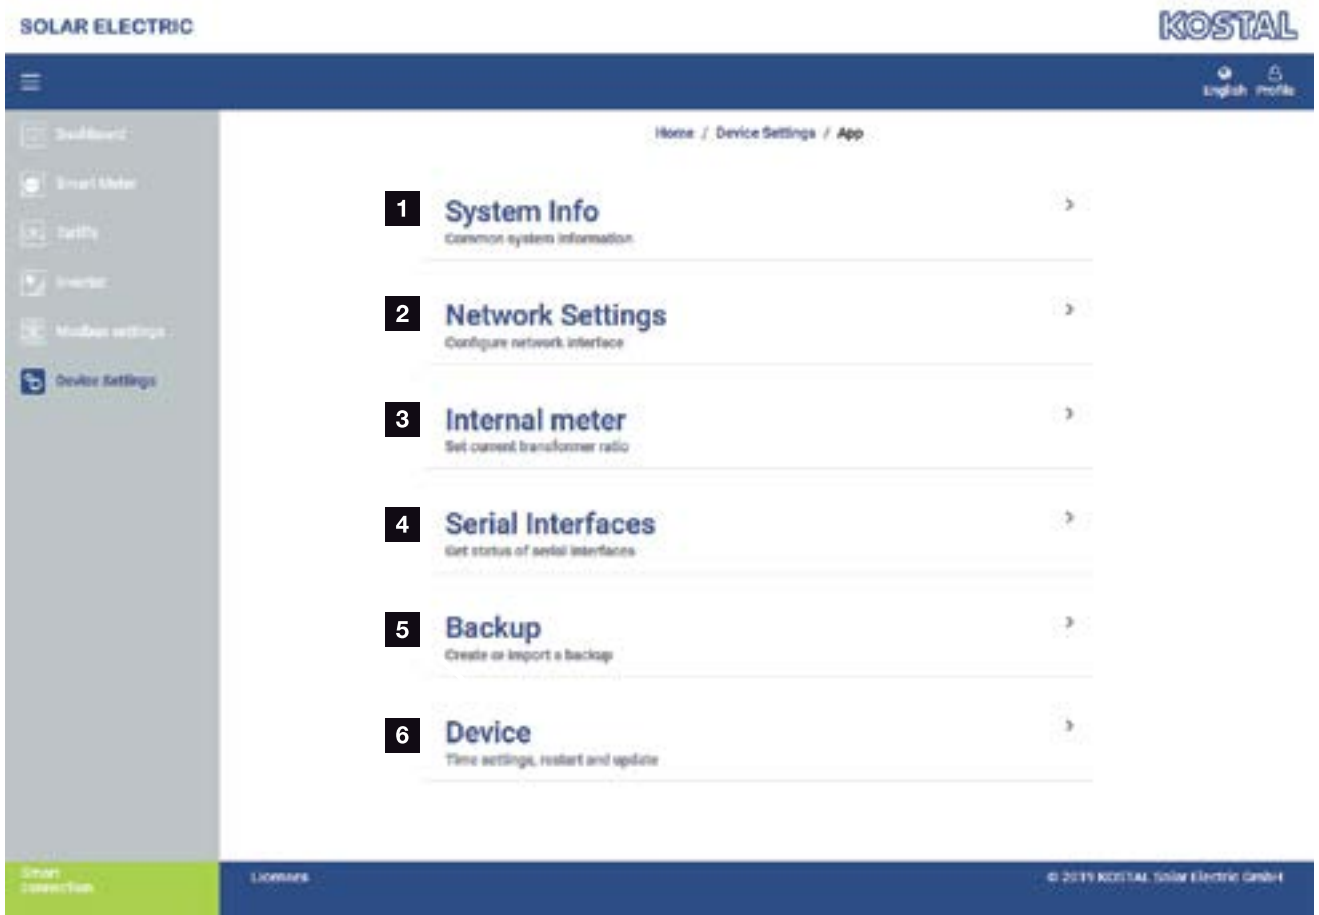 SOLAR ELECTRIC
KOSTAL
English Profile
Dashboard
Smart Meter
Tariffs
Inverter
Modbus settings
Device Settings
Home / Device Settings / App
1 System Info
Common system information
2 Network Settings
Configure network interface
3 Internal meter
Set current transformer ratio
4 Serial Interfaces
Get status of serial interfaces
5 Backup
Create or import a backup
6 Device
Time settings, restart and update
Smart
connection
Licenses
© 2019 KOSTAL Solar Electric GmbH